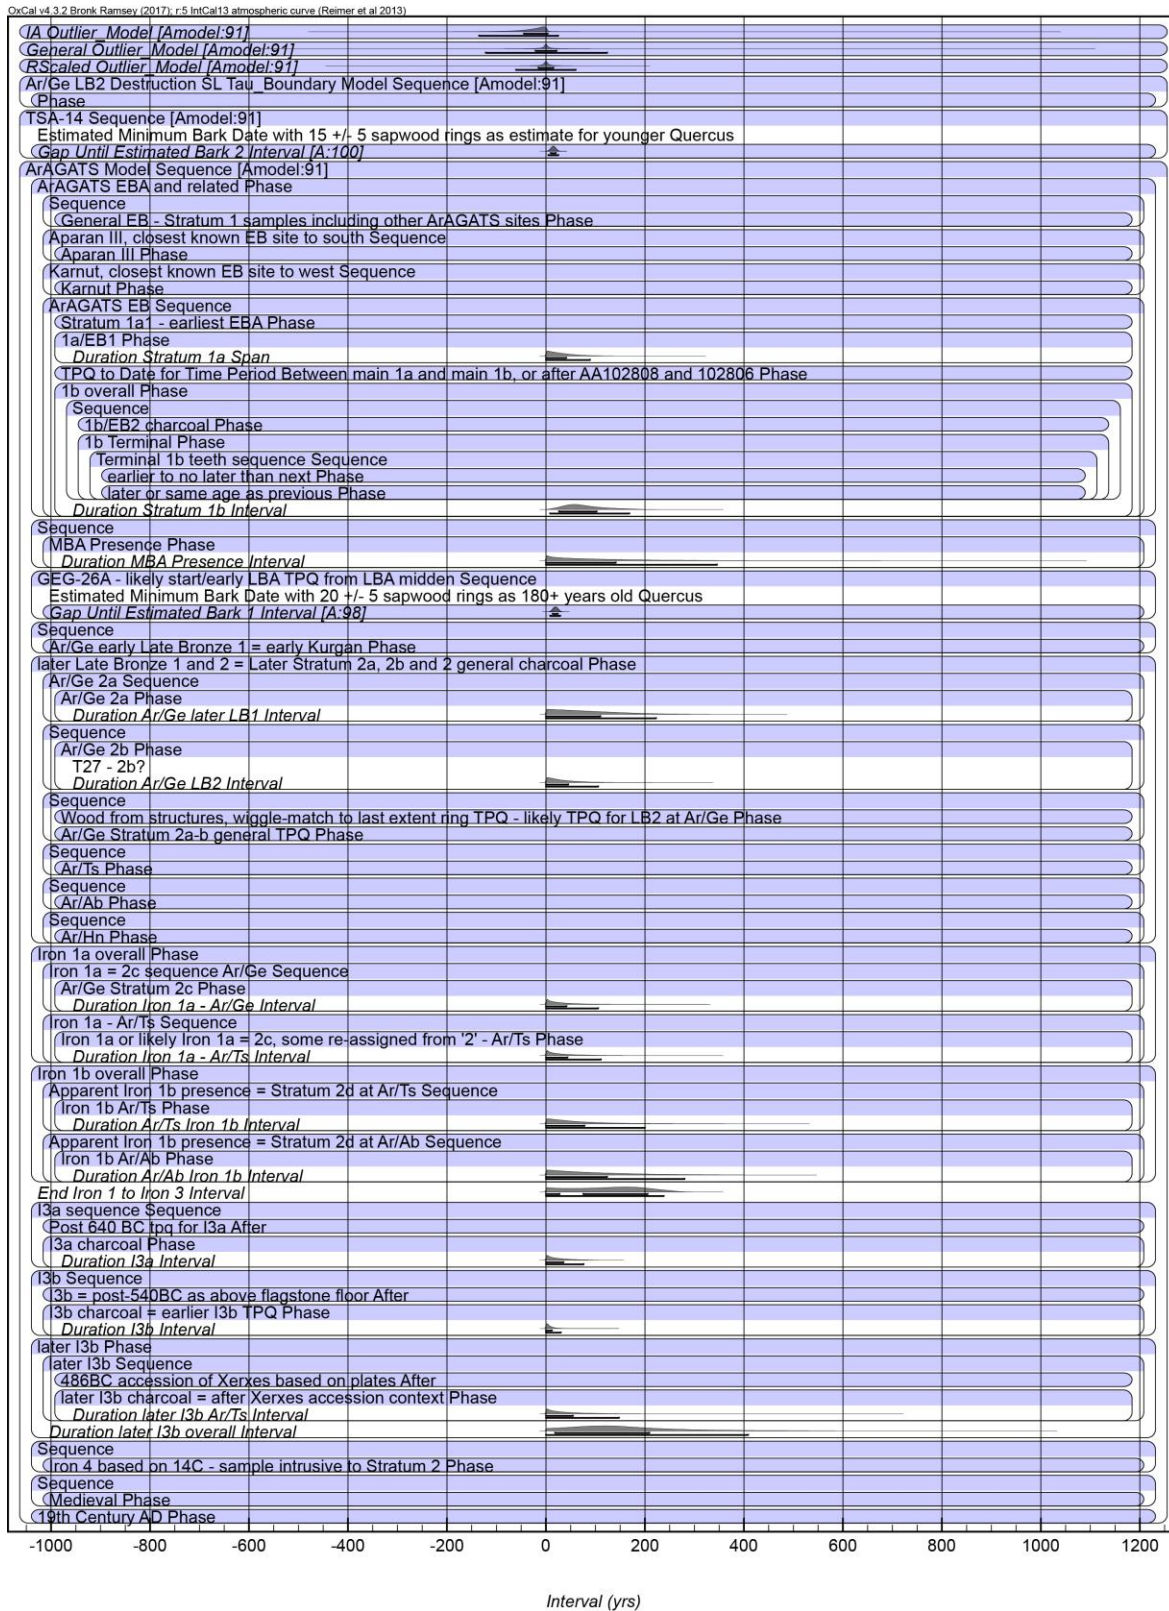 OxCal v4.3.2 Bronk Ramsey (2017); r:5 IntCal13 atmospheric curve (Reimer et al 2013)
IA Outlier_Model [Amodel:91]
General Outlier_Model [Amodel:91]
RScaled Outlier_Model [Amodel:91]
Ar/Ge LB2 Destruction SL Tau_Boundary Model Sequence [Amodel:91]
Phase
TSA-14 Sequence [Amodel:91]
Estimated Minimum Bark Date with 15 +/- 5 sapwood rings as estimate for younger Quercus
Gap Until Estimated Bark 2 Interval [A:100]
ArAGATS Model Sequence [Amodel:91]
ArAGATS EBA and related Phase
Sequence
General EB - Stratum 1 samples including other ArAGATS sites Phase
Aparan III, closest known EB site to south Sequence
Aparan III Phase
Karnut, closest known EB site to west Sequence
Karnut Phase
ArAGATS EB Sequence
Stratum 1a1 - earliest EBA Phase
1a/EB1 Phase
Duration Stratum 1a Span
TPQ to Date for Time Period Between main 1a and main 1b, or after AA102808 and 102806 Phase
1b overall Phase
Sequence
1b/EB2 charcoal Phase
1b Terminal Phase
Terminal 1b teeth sequence Sequence
earlier to no later than next Phase
later or same age as previous Phase
Duration Stratum 1b Interval
Sequence
MBA Presence Phase
Duration MBA Presence Interval
GEG-26A - likely start/early LBA TPQ from LBA midden Sequence
Estimated Minimum Bark Date with 20 +/- 5 sapwood rings as 180+ years old Quercus
Gap Until Estimated Bark 1 Interval [A:98]
Sequence
Ar/Ge early Late Bronze 1 = early Kurgan Phase
later Late Bronze 1 and 2 = Later Stratum 2a, 2b and 2 general charcoal Phase
Ar/Ge 2a Sequence
Ar/Ge 2a Phase
Duration Ar/Ge later LB1 Interval
Sequence
Ar/Ge 2b Phase
T27 - 2b?
Duration Ar/Ge LB2 Interval
Sequence
Wood from structures, wiggle-match to last extent ring TPQ - likely TPQ for LB2 at Ar/Ge Phase
Ar/Ge Stratum 2a-b general TPQ Phase
Sequence
Ar/Ts Phase
Sequence
Ar/Ab Phase
Sequence
Ar/Hn Phase
Iron 1a overall Phase
Iron 1a = 2c sequence Ar/Ge Sequence
Ar/Ge Stratum 2c Phase
Duration Iron 1a - Ar/Ge Interval
Iron 1a - Ar/Ts Sequence
Iron 1a or likely Iron 1a = 2c, some re-assigned from '2' - Ar/Ts Phase
Duration Iron 1a - Ar/Ts Interval
Iron 1b overall Phase
Apparent Iron 1b presence = Stratum 2d at Ar/Ts Sequence
Iron 1b Ar/Ts Phase
Duration Ar/Ts Iron 1b Interval
Apparent Iron 1b presence = Stratum 2d at Ar/Ab Sequence
Iron 1b Ar/Ab Phase
Duration Ar/Ab Iron 1b Interval
End Iron 1 to Iron 3 Interval
I3a sequence Sequence
Post 640 BC tpq for I3a After
I3a charcoal Phase
Duration I3a Interval
I3b Sequence
I3b = post-540BC as above flagstone floor After
I3b charcoal = earlier I3b TPQ Phase
Duration I3b Interval
later I3b Phase
later I3b Sequence
486BC accession of Xerxes based on plates After
later I3b charcoal = after Xerxes accession context Phase
Duration later I3b Ar/Ts Interval
Duration later I3b overall Interval
Sequence
Iron 4 based on 14C - sample intrusive to Stratum 2 Phase
Sequence
Medieval Phase
19th Century AD Phase
-1000 -800 -600 -400 -200 0 200 400 600 800 1000 1200
Interval (yrs)